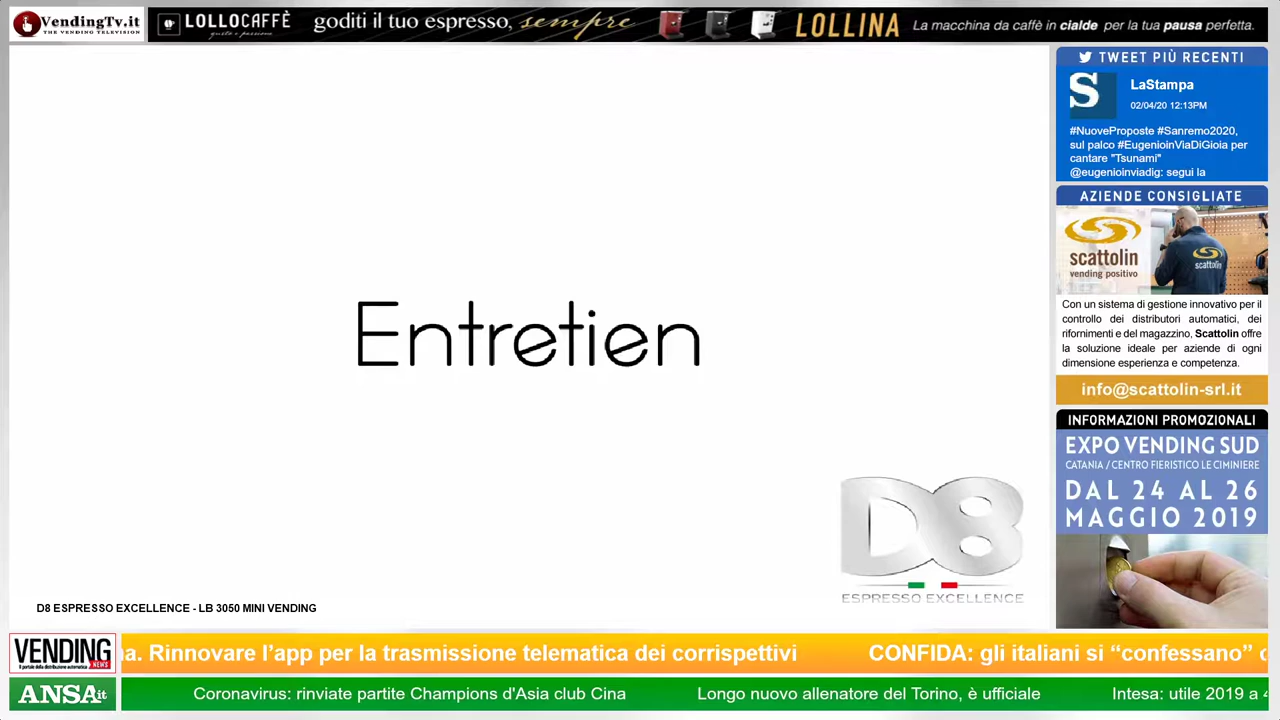 VendingTv.it
THE VENDING TELEVISION
LOLLOCAFFÈ
gusto e passione
goditi il tuo espresso, sempre
LOLLINA
La macchina da caffè in cialde per la tua pausa perfetta.
TWEET PIÙ RECENTI
S
LaStampa
02/04/20 12:13PM
#NuoveProposte #Sanremo2020,
sul palco #EugenioinViaDiGioia per
cantare "Tsunami"
@eugenioinviadig: segui la
AZIENDE CONSIGLIATE
scattolin
vending positivo
scattolin
Con un sistema di gestione innovativo per il
controllo dei distributori automatici, dei
rifornimenti e del magazzino, Scattolin offre
la soluzione ideale per aziende di ogni
dimensione esperienza e competenza.
info@scattolin-srl.it
INFORMAZIONI PROMOZIONALI
EXPO VENDING SUD
CATANIA / CENTRO FIERISTICO LE CIMINIERE
DAL 24 AL 26
MAGGIO 2019
Entretien
D8
ESPRESSO EXCELLENCE
D8 ESPRESSO EXCELLENCE - LB 3050 MINI VENDING
VENDING
NEWS
Il portale della distribuzione automatica
na. Rinnovare l'app per la trasmissione telematica dei corrispettivi
CONFIDA: gli italiani si “confessano”
ANSA.it
Coronavirus: rinviate partite Champions d'Asia club Cina
Longo nuovo allenatore del Torino, è ufficiale
Intesa: utile 2019 a